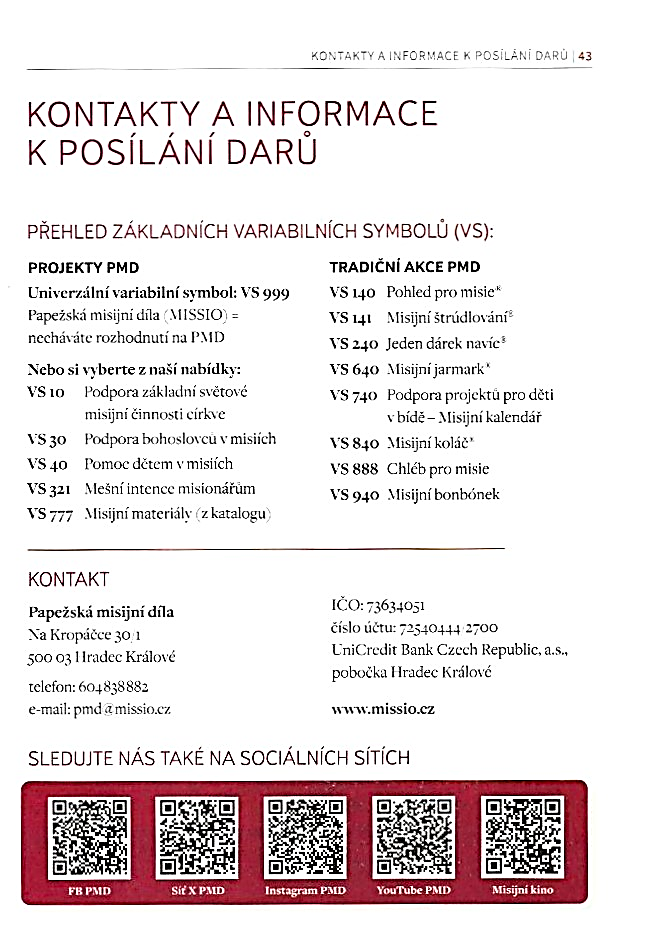 KONTAKTY A INFORMACE K POSÍLÁNÍ DARŮ | 43
KONTAKTY A INFORMACE
K POSÍLÁNÍ DARŮ
PŘEHLED ZÁKLADNÍCH VARIABILNÍCH SYMBOLŮ (VS):
PROJEKTY PMD
Univerzální variabilní symbol: VS 999
Papežská misijní díla (MISSIO) =
necháváte rozhodnutí na PMD
Nebo si vyberte z naší nabídky:
VS 10 Podpora základní světové
misijní činnosti církve
VS 30 Podpora bohoslovců v misiích
VS 40 Pomoc dětem v misiích
VS 321 Mešní intence misionářům
VS 777 Misijní materiály (z katalogu)
TRADIČNÍ AKCE PMD
VS 140 Pohled pro misie®
VS 141 Misijní štrúdlování®
VS 240 Jeden dárek navíc®
VS 640 Misijní jarmark®
VS 740 Podpora projektů pro děti
v bídě – Misijní kalendář
VS 840 Misijní koláč®
VS 888 Chléb pro misie
VS 940 Misijní bonbónek
KONTAKT
Papežská misijní díla
Na Kropáčce 30/1
500 03 Hradec Králové
telefon: 604 838 882
e-mail: pmd@missio.cz
IČO: 73634051
číslo účtu: 72540444/2700
UniCredit Bank Czech Republic, a.s.,
pobočka Hradec Králové
www.missio.cz
SLEDUJTE NÁS TAKÉ NA SOCIÁLNÍCH SÍTÍCH
FB PMD
Síť X PMD
Instagram PMD
YouTube PMD
Misijní kino